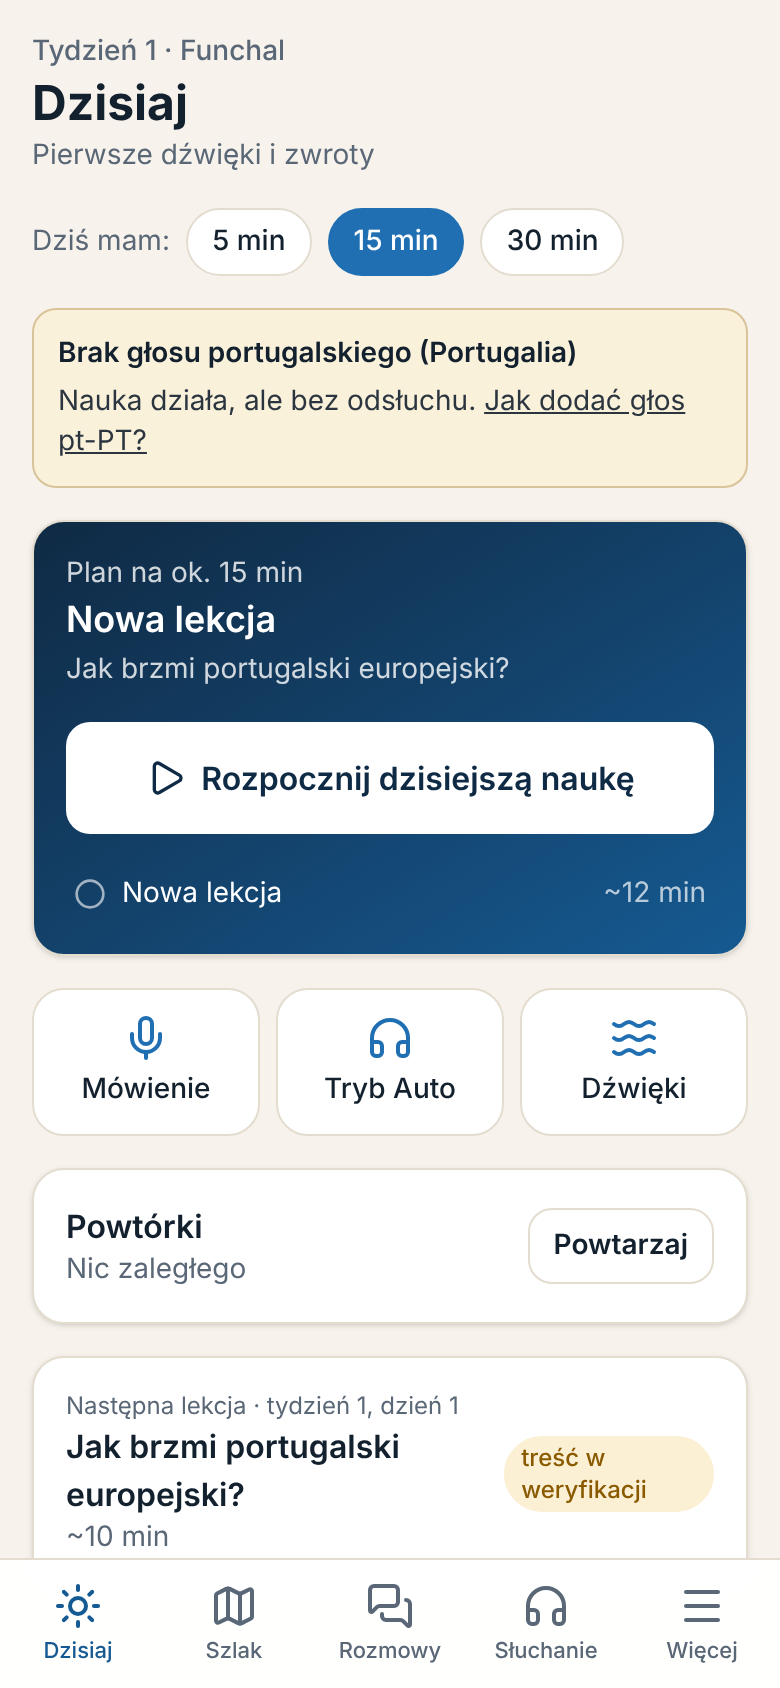 Tydzień 1 · Funchal
Dzisiaj
Pierwsze dźwięki i zwroty
Dziś mam:
5 min
15 min
30 min
Brak głosu portugalskiego (Portugalia)
Nauka działa, ale bez odsłuchu. Jak dodać głos
pt-PT?
Plan na ok. 15 min
Nowa lekcja
Jak brzmi portugalski europejski?
Rozpocznij dzisiejszą naukę
Nowa lekcja
~12 min
Mówienie
Tryb Auto
Dźwięki
Powtórki
Nic zaległego
Powtarzaj
Następna lekcja · tydzień 1, dzień 1
Jak brzmi portugalski
europejski?
~10 min
treść w
weryfikacji
Dzisiaj
Szlak
Rozmowy
Słuchanie
Więcej